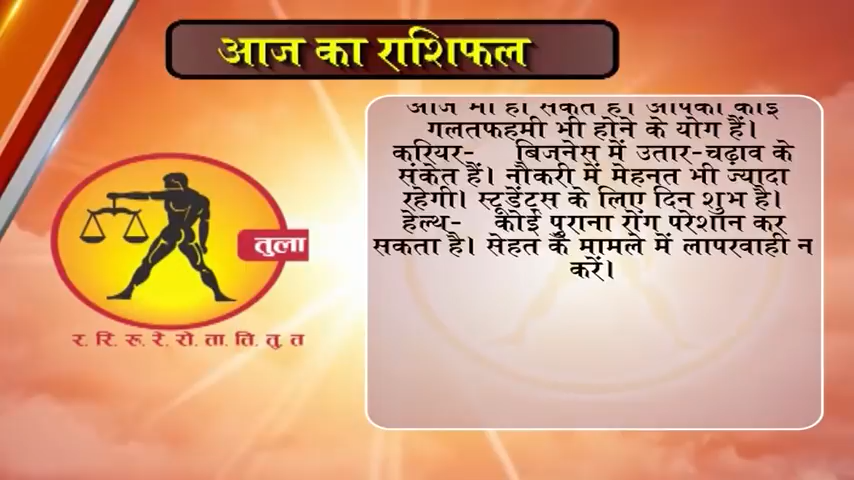 आज का राशिफल
तुला
र. रि. रू. रे. रो. ता. ति. तु. त
गलतफहमी भी होने के योग हैं।
करियर- बिजनेस में उतार-चढ़ाव के
संकेत हैं। नौकरी में मेहनत भी ज्यादा
रहेगी। स्टूडेंट्स के लिए दिन शुभ है।
हेल्थ- कोई पुराना रोग परेशान कर
सकता है। सेहत के मामले में लापरवाही न
करें।